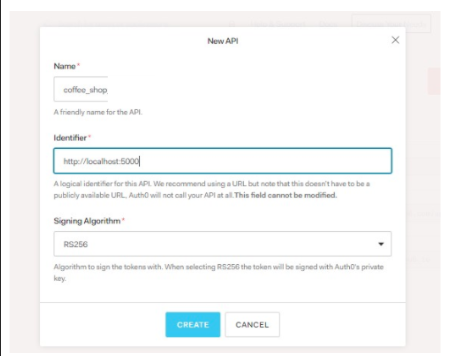 New API
Name *
coffee_shop
A friendly name for the API.
Identifier *
http://localhost:5000
A logical identifier for this API. We recommend using a URL but note that this doesn't have to be a
publicly available URL, Auth0 will not call your API at all. This field cannot be modified.
Signing Algorithm *
RS256
Algorithm to sign the tokens with. When selecting RS256 the token will be signed with Auth0's private
key.
CREATE CANCEL